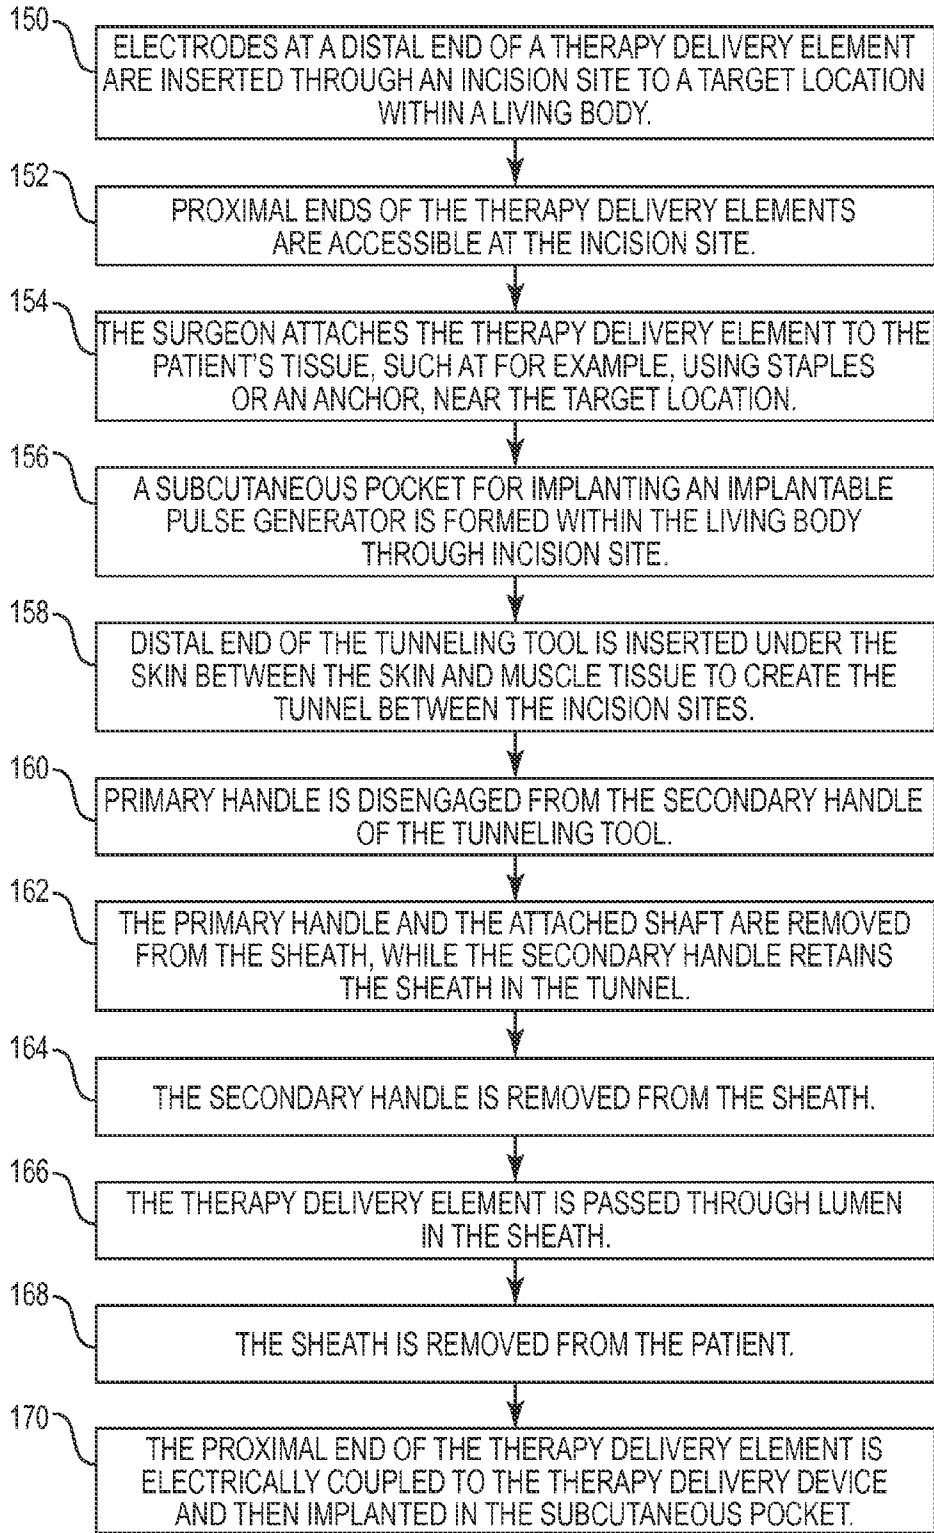 150
ELECTRODES AT A DISTAL END OF A THERAPY DELIVERY ELEMENT
ARE INSERTED THROUGH AN INCISION SITE TO A TARGET LOCATION
WITHIN A LIVING BODY.
152
PROXIMAL ENDS OF THE THERAPY DELIVERY ELEMENTS
ARE ACCESSIBLE AT THE INCISION SITE.
154
THE SURGEON ATTACHES THE THERAPY DELIVERY ELEMENT TO THE
PATIENT'S TISSUE, SUCH AT FOR EXAMPLE, USING STAPLES
OR AN ANCHOR, NEAR THE TARGET LOCATION.
156
A SUBCUTANEOUS POCKET FOR IMPLANTING AN IMPLANTABLE
PULSE GENERATOR IS FORMED WITHIN THE LIVING BODY
THROUGH INCISION SITE.
158
DISTAL END OF THE TUNNELING TOOL IS INSERTED UNDER THE
SKIN BETWEEN THE SKIN AND MUSCLE TISSUE TO CREATE THE
TUNNEL BETWEEN THE INCISION SITES.
160
PRIMARY HANDLE IS DISENGAGED FROM THE SECONDARY HANDLE
OF THE TUNNELING TOOL.
162
THE PRIMARY HANDLE AND THE ATTACHED SHAFT ARE REMOVED
FROM THE SHEATH, WHILE THE SECONDARY HANDLE RETAINS
THE SHEATH IN THE TUNNEL.
164
THE SECONDARY HANDLE IS REMOVED FROM THE SHEATH.
166
THE THERAPY DELIVERY ELEMENT IS PASSED THROUGH LUMEN
IN THE SHEATH.
168
THE SHEATH IS REMOVED FROM THE PATIENT.
170
THE PROXIMAL END OF THE THERAPY DELIVERY ELEMENT IS
ELECTRICALLY COUPLED TO THE THERAPY DELIVERY DEVICE
AND THEN IMPLANTED IN THE SUBCUTANEOUS POCKET.